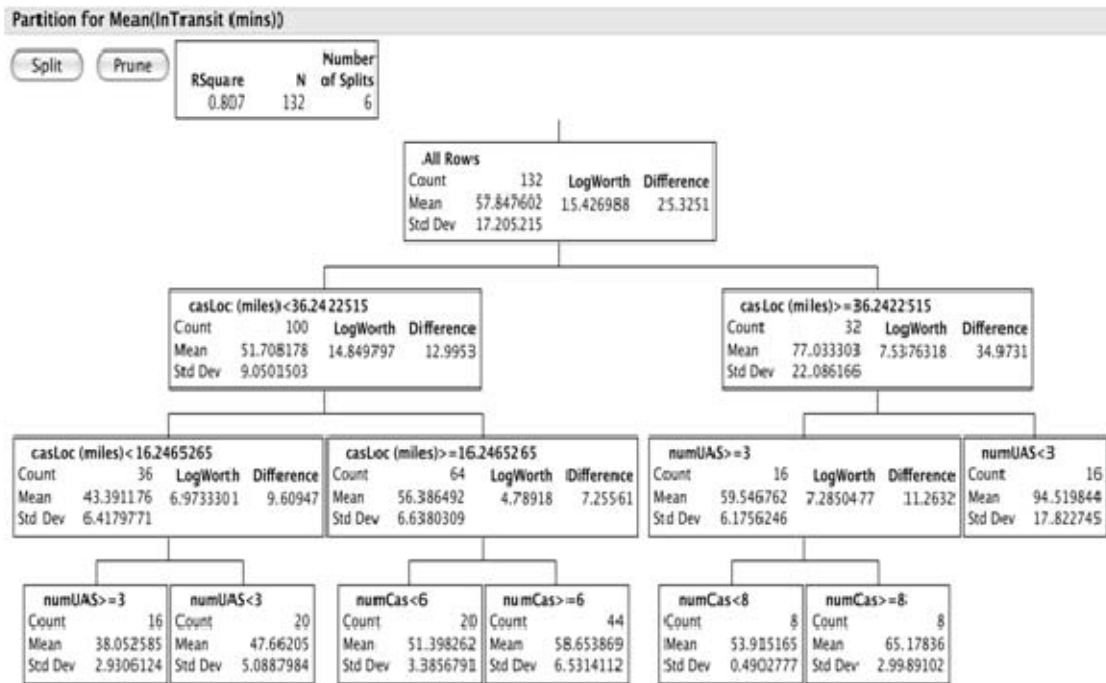 Partition for Mean(InTransit (mins))
Split
Prune
RSquare N Number of Splits
0.807 132 6
All Rows
Count 132 LogWorth Difference
Mean 57.847602 15.426988 25.3251
Std Dev 17.205215
casLoc (miles)<36.2422515
Count 100 LogWorth Difference
Mean 51.708178 14.849797 12.9953
Std Dev 9.0501503
casLoc (miles)>=36.2422515
Count 32 LogWorth Difference
Mean 77.033303 7.5376318 34.9731
Std Dev 22.086166
casLoc (miles)<16.2465265
Count 36 LogWorth Difference
Mean 43.391176 6.9733301 9.60947
Std Dev 6.4179771
casLoc (miles)>=16.2465265
Count 64 LogWorth Difference
Mean 56.386492 4.78918 7.25561
Std Dev 6.6380309
numUAS>=3
Count 16 LogWorth Difference
Mean 59.546762 7.2850477 11.2632
Std Dev 6.1756246
numUAS<3
Count 16
Mean 94.519844
Std Dev 17.822745
numUAS>=3
Count 16
Mean 38.052585
Std Dev 2.9306124
numUAS<3
Count 20
Mean 47.66205
Std Dev 5.0887984
numCas<6
Count 20
Mean 51.398262
Std Dev 3.3856791
numCas>=6
Count 44
Mean 58.653869
Std Dev 6.5314112
numCas<8
Count 8
Mean 53.915165
Std Dev 0.4902777
numCas>=8
Count 8
Mean 65.17836
Std Dev 2.9989102